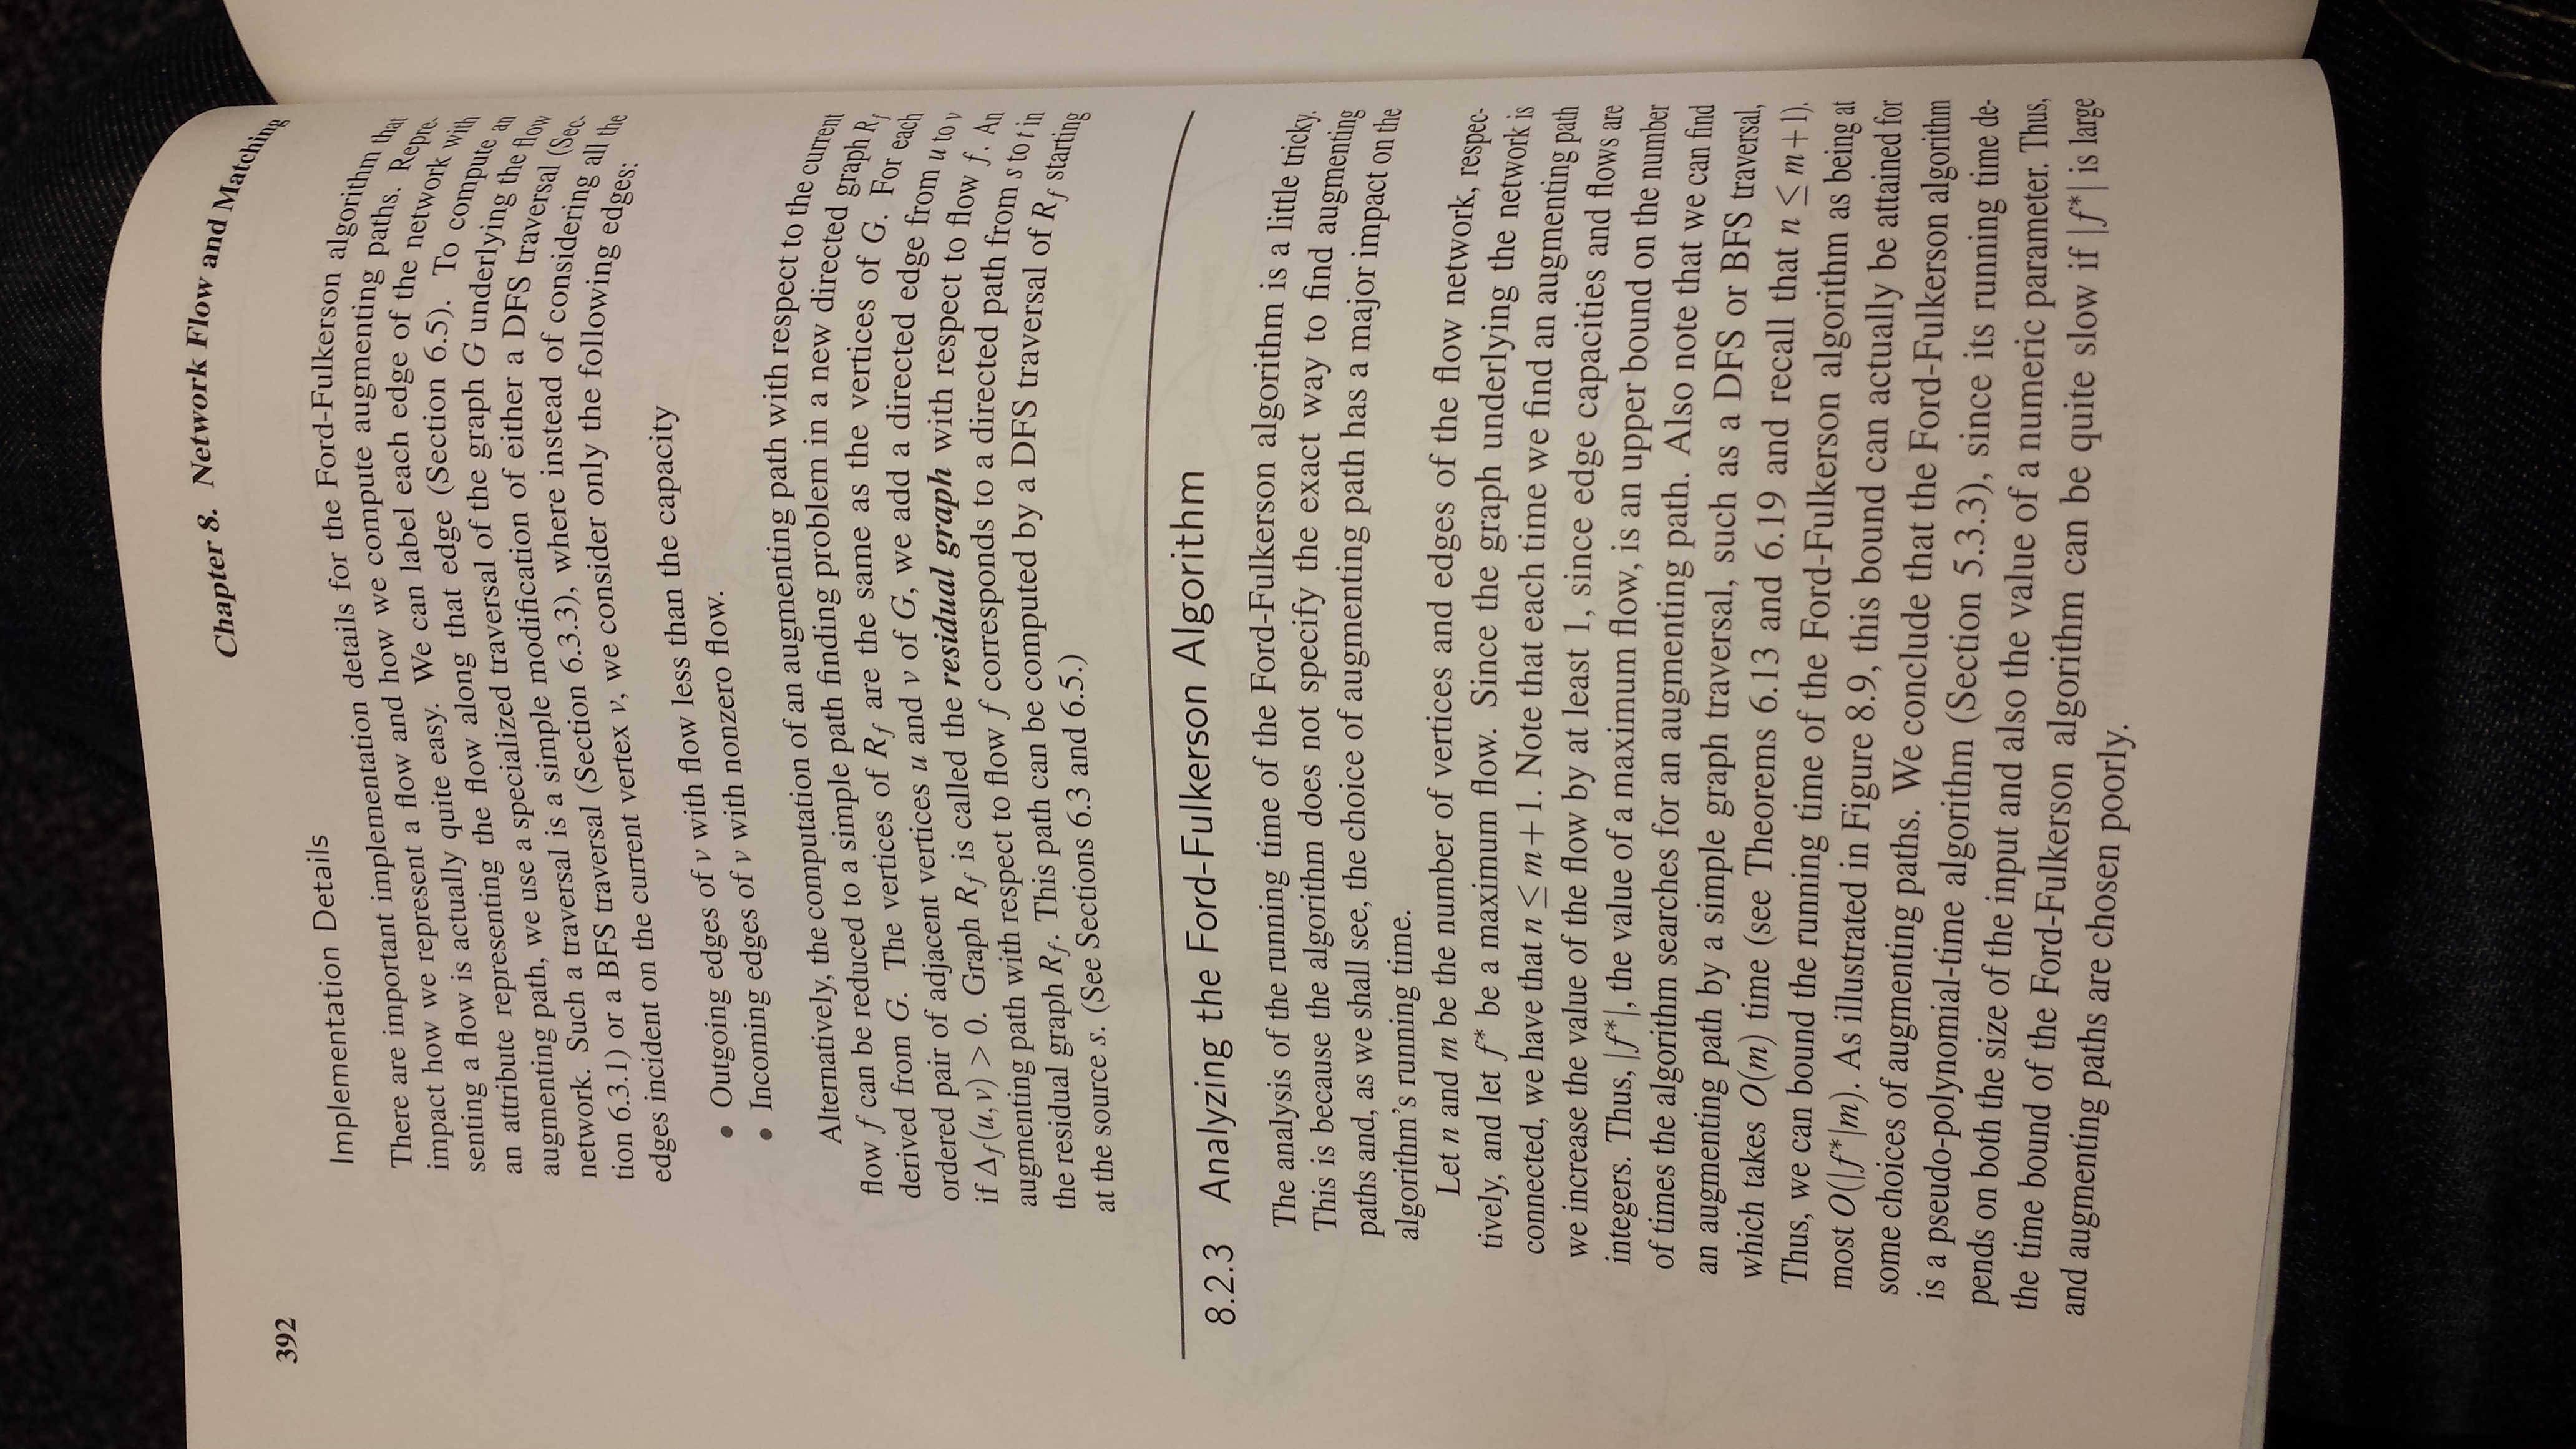 Chapter 8. Network Flow and Matching
392
Implementation Details
There are important implementation details for the Ford-Fulkerson algorithm that
impact how we represent a flow and how we compute augmenting paths. Repre-
senting a flow is actually quite easy. We can label each edge of the network with
an attribute representing the flow along that edge (Section 6.5). To compute an
augmenting path, we use a specialized traversal of the graph G underlying the flow
network. Such a traversal is a simple modification of either a DFS traversal (Sec-
tion 6.3.1) or a BFS traversal (Section 6.3.3), where instead of considering all the
edges incident on the current vertex v, we consider only the following edges:
• Outgoing edges of v with flow less than the capacity
• Incoming edges of v with nonzero flow.
Alternatively, the computation of an augmenting path with respect to the current
flow f can be reduced to a simple path finding problem in a new directed graph R_f
derived from G. The vertices of R_f are the same as the vertices of G. For each
ordered pair of adjacent vertices u and v of G, we add a directed edge from u to v
if Δ_f(u,v) > 0. Graph R_f is called the residual graph with respect to flow f. An
augmenting path with respect to flow f corresponds to a directed path from s to t in
the residual graph R_f. This path can be computed by a DFS traversal of R_f starting
at the source s. (See Sections 6.3 and 6.5.)
8.2.3 Analyzing the Ford-Fulkerson Algorithm
The analysis of the running time of the Ford-Fulkerson algorithm is a little tricky.
This is because the algorithm does not specify the exact way to find augmenting
paths and, as we shall see, the choice of augmenting path has a major impact on the
algorithm's running time.
Let n and m be the number of vertices and edges of the flow network, respec-
tively, and let f* be a maximum flow. Since the graph underlying the network is
connected, we have that n ≤ m+1. Note that each time we find an augmenting path
we increase the value of the flow by at least 1, since edge capacities and flows are
integers. Thus, |f*|, the value of a maximum flow, is an upper bound on the number
of times the algorithm searches for an augmenting path. Also note that we can find
an augmenting path by a simple graph traversal, such as a DFS or BFS traversal,
which takes O(m) time (see Theorems 6.13 and 6.19 and recall that n ≤ m+1).
Thus, we can bound the running time of the Ford-Fulkerson algorithm as being at
most O(|f*|m). As illustrated in Figure 8.9, this bound can actually be attained for
some choices of augmenting paths. We conclude that the Ford-Fulkerson algorithm
is a pseudo-polynomial-time algorithm (Section 5.3.3), since its running time de-
pends on both the size of the input and also the value of a numeric parameter. Thus,
the time bound of the Ford-Fulkerson algorithm can be quite slow if |f*| is large
and augmenting paths are chosen poorly.